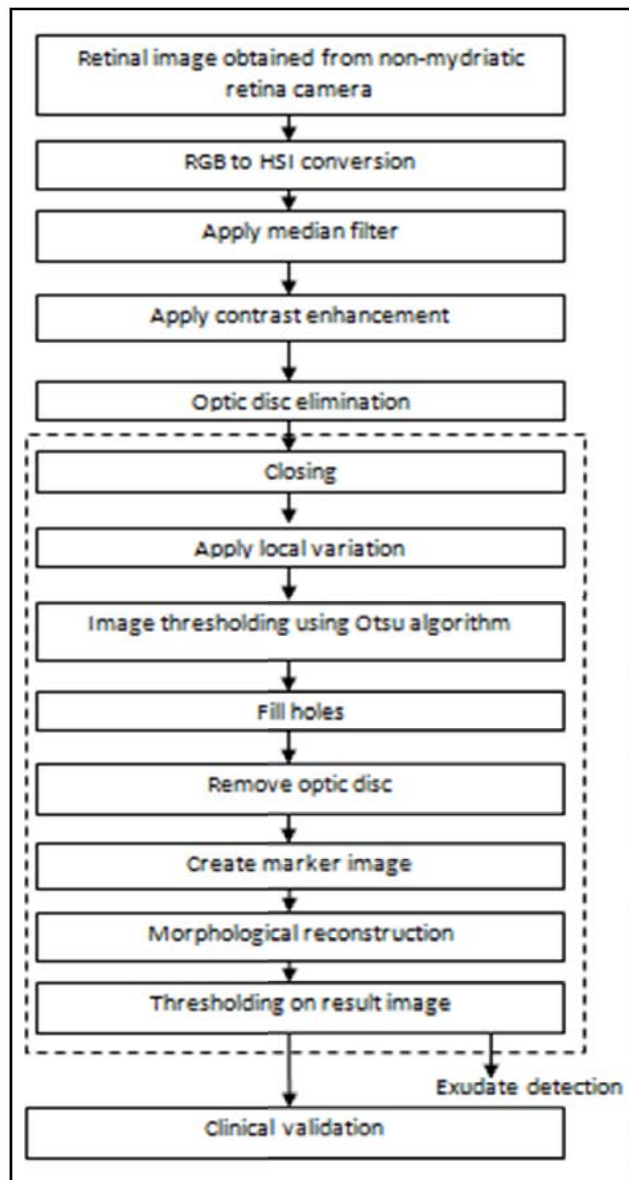 Retinal image obtained from non-mydriatic
retina camera
RGB to HSI conversion
Apply median filter
Apply contrast enhancement
Optic disc elimination
Closing
Apply local variation
Image thresholding using Otsu algorithm
Fill holes
Remove optic disc
Create marker image
Morphological reconstruction
Thresholding on result image
Exudate detection
Clinical validation